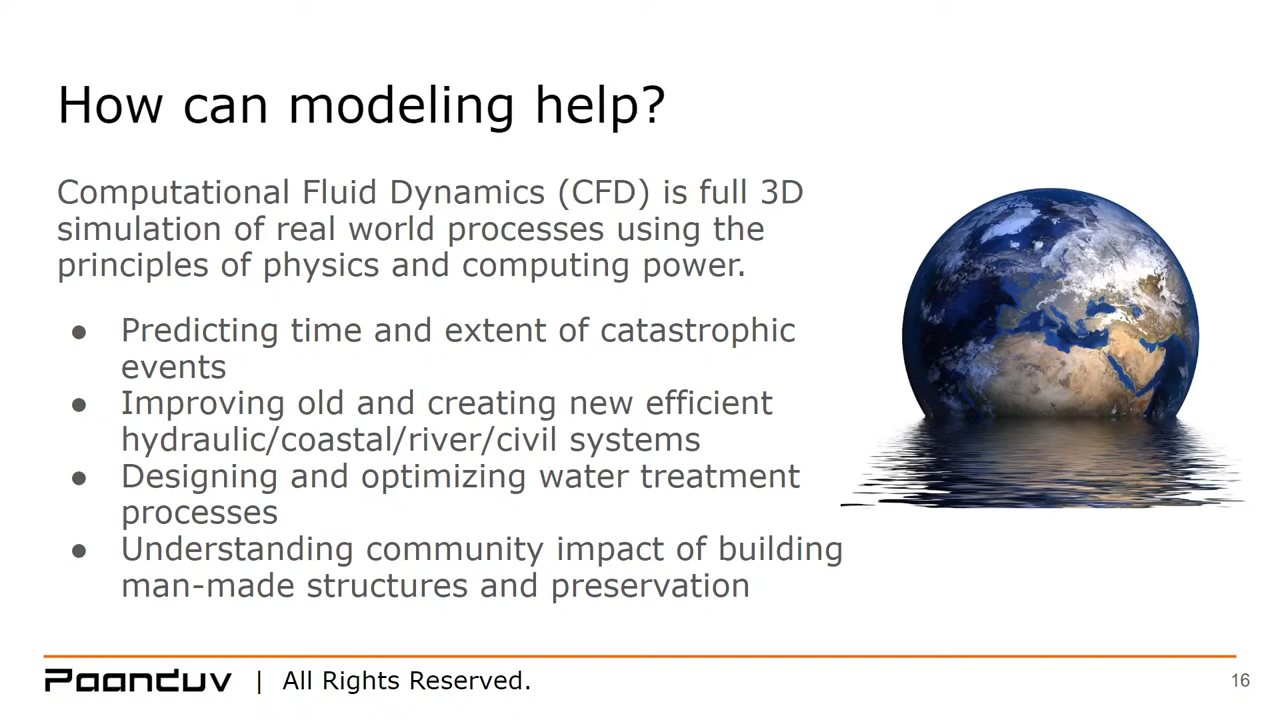 How can modeling help?
Computational Fluid Dynamics (CFD) is full 3D
simulation of real world processes using the
principles of physics and computing power.
● Predicting time and extent of catastrophic
events
● Improving old and creating new efficient
hydraulic/coastal/river/civil systems
● Designing and optimizing water treatment
processes
● Understanding community impact of building
man-made structures and preservation
Paanduv | All Rights Reserved.
16